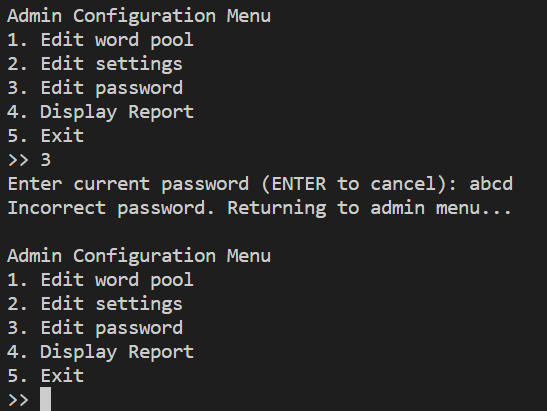 Admin Configuration Menu
1. Edit word pool
2. Edit settings
3. Edit password
4. Display Report
5. Exit
>> 3
Enter current password (ENTER to cancel): abcd
Incorrect password. Returning to admin menu...

Admin Configuration Menu
1. Edit word pool
2. Edit settings
3. Edit password
4. Display Report
5. Exit
>>